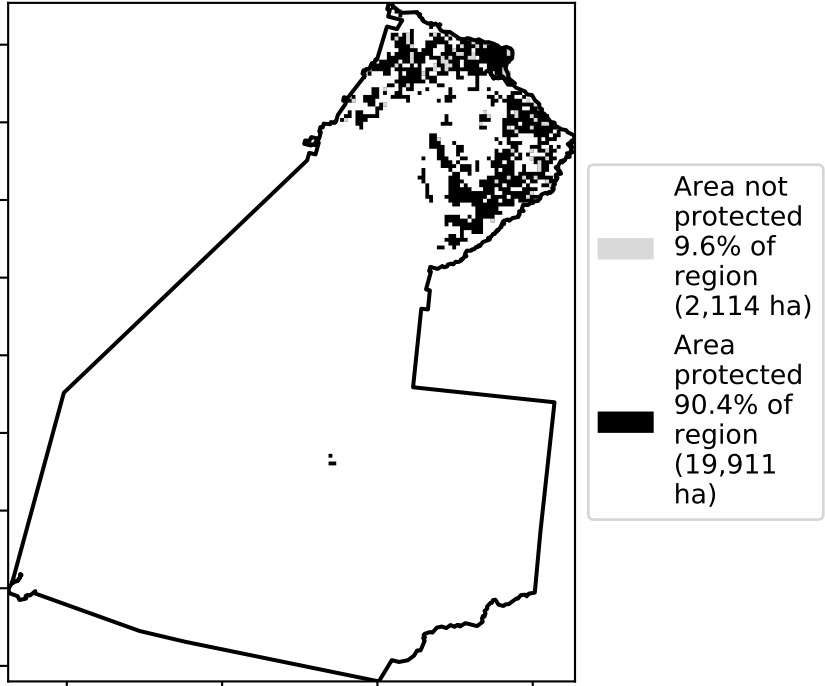 Area not
protected
9.6% of
region
(2,114 ha)
Area
protected
90.4% of
region
(19,911
ha)